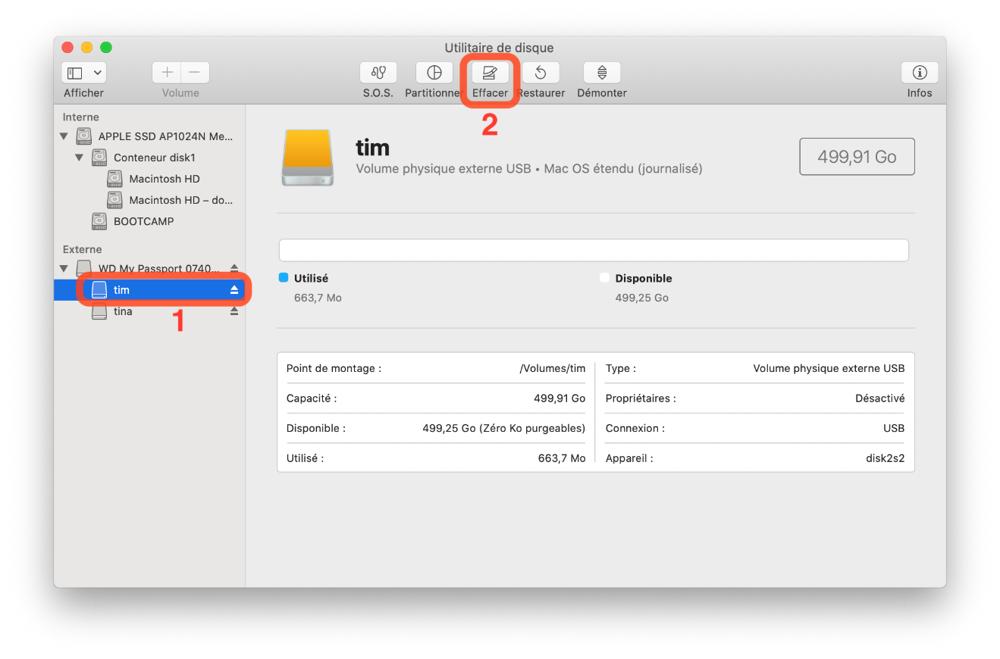 Utilitaire de disque
Afficher
Volume
S.O.S.
Partitionner
Effacer
Restaurer
Démonter
Infos
2
Interne
APPLE SSD AP1024N Me...
Conteneur disk1
Macintosh HD
Macintosh HD – do...
BOOTCAMP
Externe
WD My Passport 0740...
tim
tina
1
tim
Volume physique externe USB • Mac OS étendu (journalisé)
499,91 Go
Utilisé
663,7 Mo
Disponible
499,25 Go
Point de montage : /Volumes/tim
Capacité : 499,91 Go
Disponible : 499,25 Go (Zéro Ko purgeables)
Utilisé : 663,7 Mo
Type : Volume physique externe USB
Propriétaires : Désactivé
Connexion : USB
Appareil : disk2s2